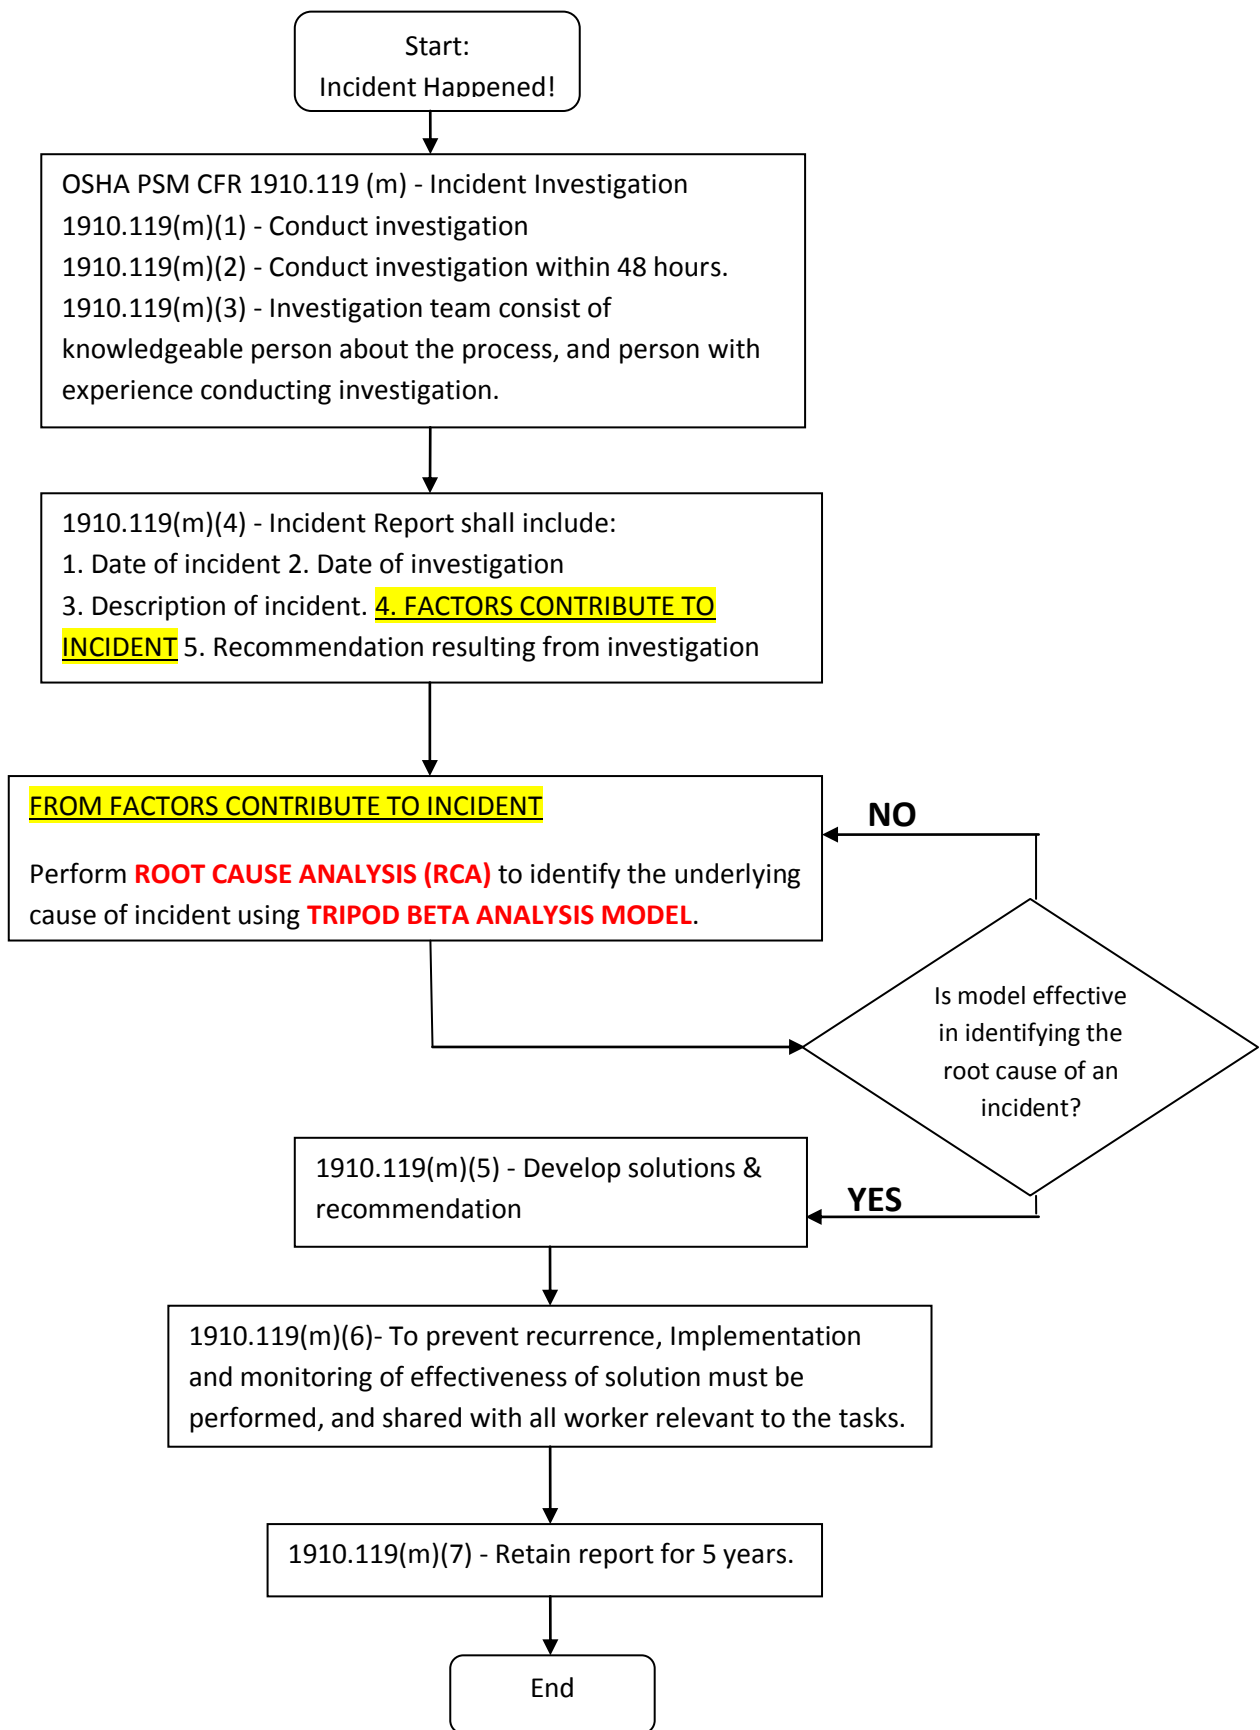 Start:
Incident Happened!
OSHA PSM CFR 1910.119 (m) - Incident Investigation
1910.119(m)(1) - Conduct investigation
1910.119(m)(2) - Conduct investigation within 48 hours.
1910.119(m)(3) - Investigation team consist of
knowledgeable person about the process, and person with
experience conducting investigation.
1910.119(m)(4) - Incident Report shall include:
1. Date of incident 2. Date of investigation
3. Description of incident. 4. FACTORS CONTRIBUTE TO
INCIDENT 5. Recommendation resulting from investigation
FROM FACTORS CONTRIBUTE TO INCIDENT
Perform ROOT CAUSE ANALYSIS (RCA) to identify the underlying
cause of incident using TRIPOD BETA ANALYSIS MODEL.
NO
Is model effective
in identifying the
root cause of an
incident?
YES
1910.119(m)(5) - Develop solutions &
recommendation
1910.119(m)(6)- To prevent recurrence, Implementation
and monitoring of effectiveness of solution must be
performed, and shared with all worker relevant to the tasks.
1910.119(m)(7) - Retain report for 5 years.
End